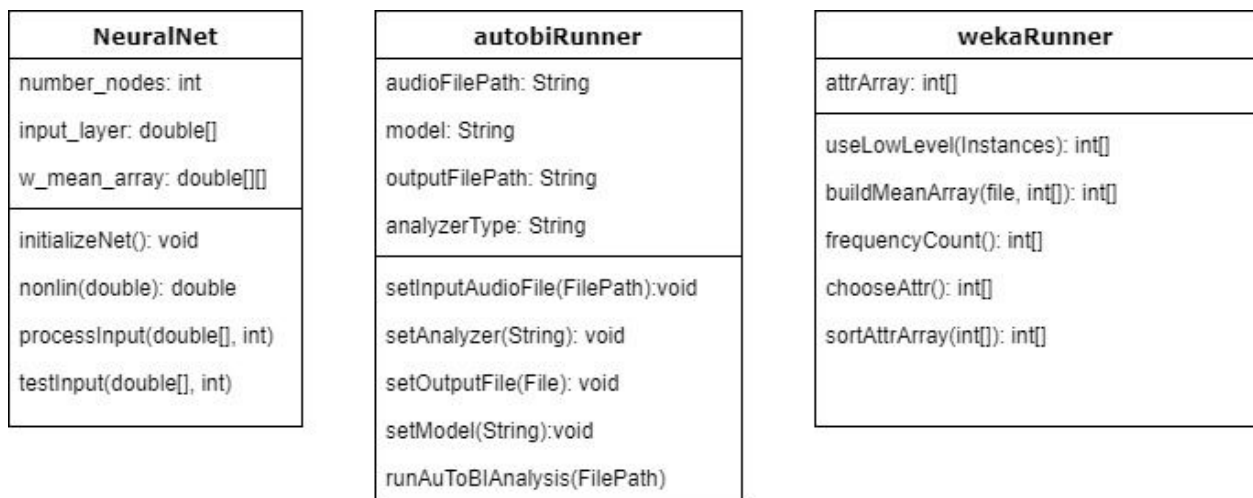 NeuralNet
number_nodes: int
input_layer: double[]
w_mean_array: double[][]
initializeNet(): void
nonlin(double): double
processInput(double[], int)
testInput(double[], int)
autobiRunner
audioFilePath: String
model: String
outputFilePath: String
analyzerType: String
setInputAudioFile(FilePath):void
setAnalyzer(String): void
setOutputFile(File): void
setModel(String):void
runAuToBIAnalysis(FilePath)
wekaRunner
attrArray: int[]
useLowLevel(Instances): int[]
buildMeanArray(file, int[]): int[]
frequencyCount(): int[]
chooseAttr(): int[]
sortAttrArray(int[]): int[]